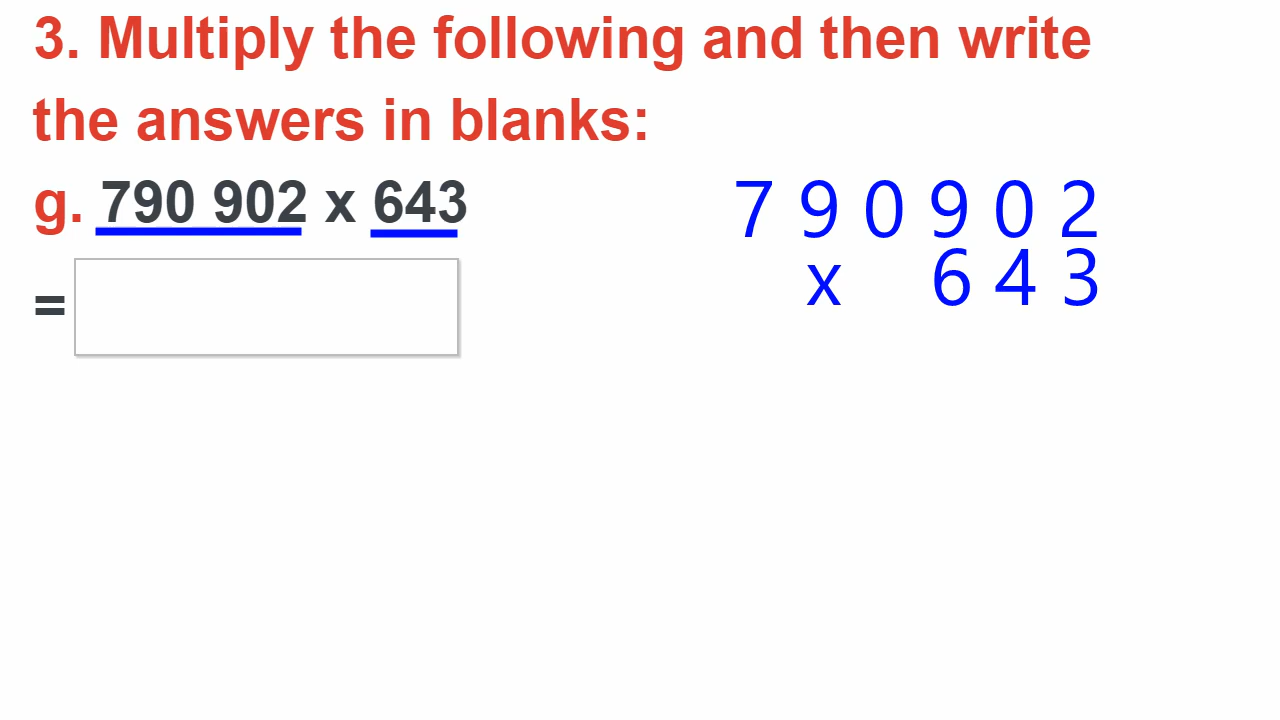 3. Multiply the following and then write
the answers in blanks:
g. 790 902 x 643
=
7 9 0 9 0 2
x 6 4 3